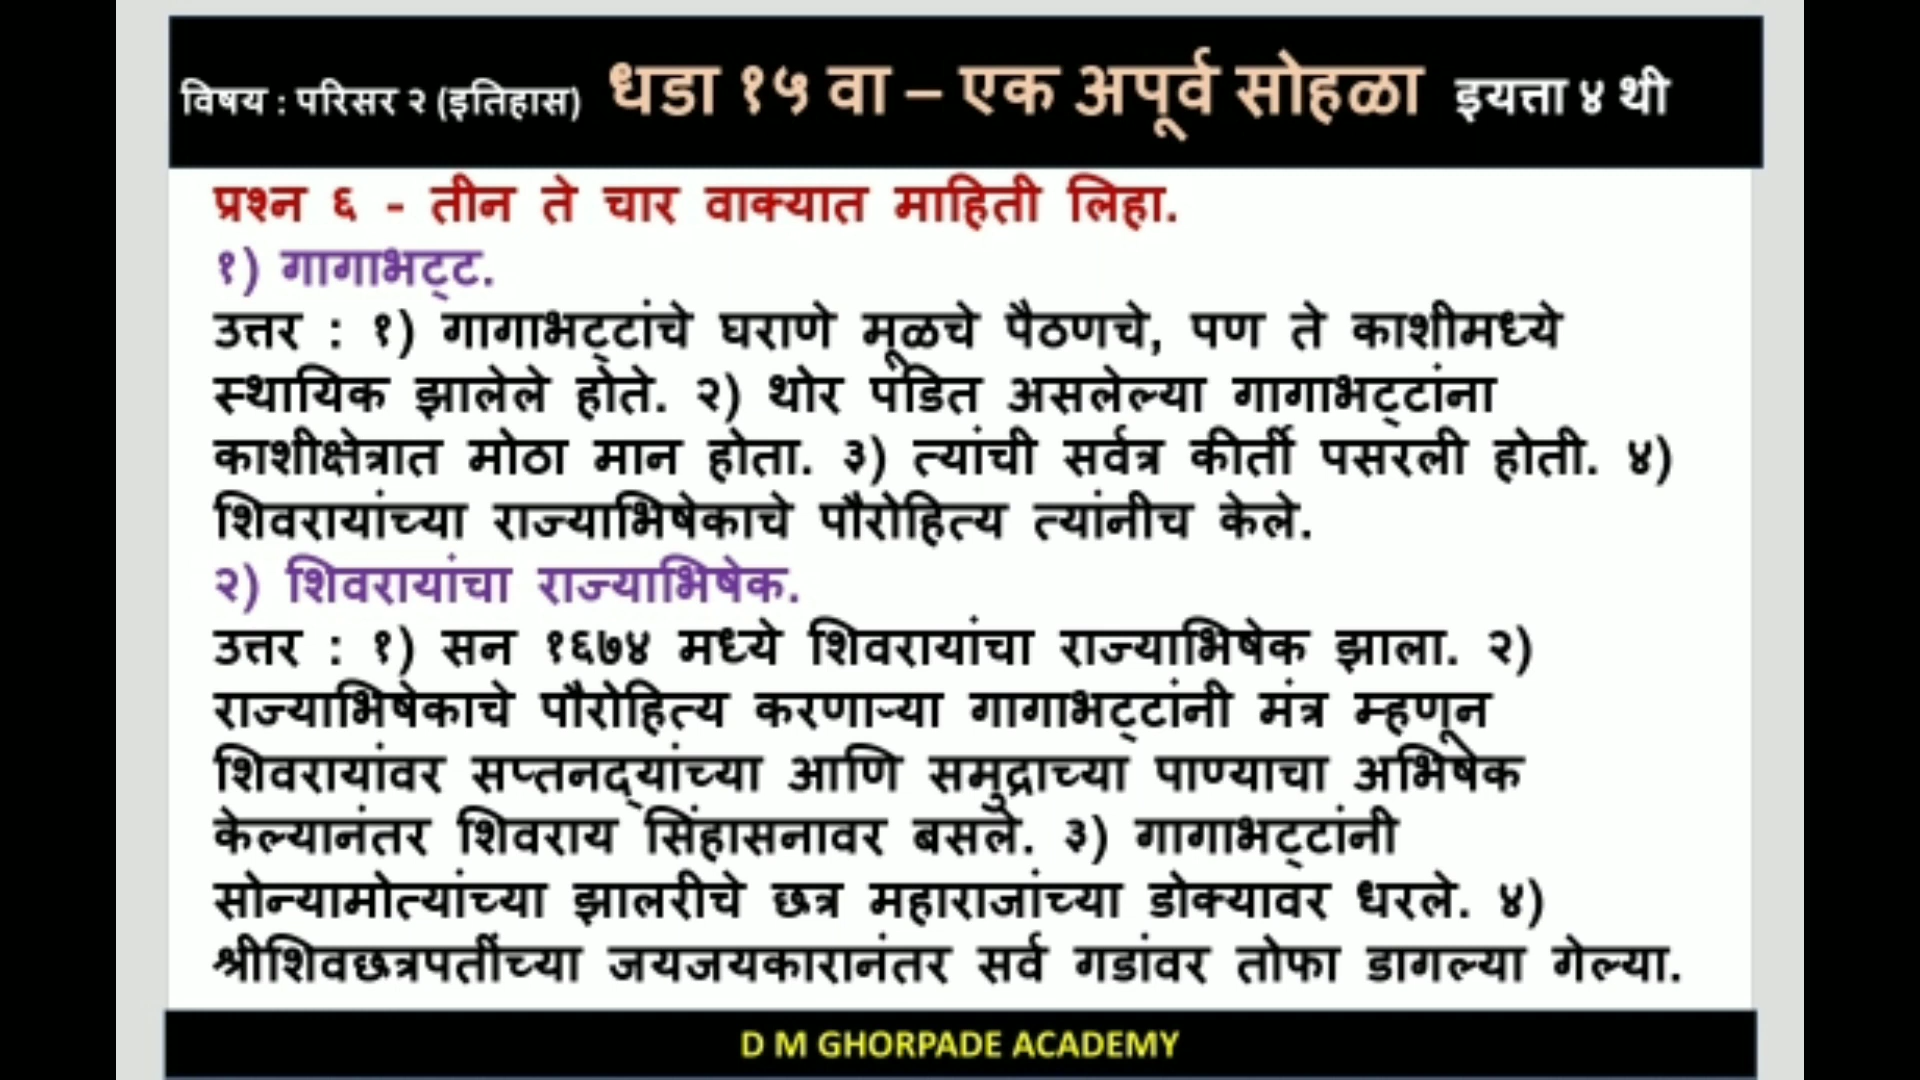 विषय : परिसर २ (इतिहास) धडा १५ वा – एक अपूर्व सोहळा इयत्ता ४ थी
प्रश्न ६ - तीन ते चार वाक्यात माहिती लिहा.
१) गागाभट्ट.
उत्तर : १) गागाभट्टांचे घराणे मूळचे पैठणचे, पण ते काशीमध्ये
स्थायिक झालेले होते. २) थोर पंडित असलेल्या गागाभट्टांना
काशीक्षेत्रात मोठा मान होता. ३) त्यांची सर्वत्र कीर्ती पसरली होती. ४)
शिवरायांच्या राज्याभिषेकाचे पौरोहित्य त्यांनीच केले.
२) शिवरायांचा राज्याभिषेक.
उत्तर : १) सन १६७४ मध्ये शिवरायांचा राज्याभिषेक झाला. २)
राज्याभिषेकाचे पौरोहित्य करणाऱ्या गागाभट्टांनी मंत्र म्हणून
शिवरायांवर सप्तनद्यांच्या आणि समुद्राच्या पाण्याचा अभिषेक
केल्यानंतर शिवराय सिंहासनावर बसले. ३) गागाभट्टांनी
सोन्यामोत्यांच्या झालरीचे छत्र महाराजांच्या डोक्यावर धरले. ४)
श्रीशिवछत्रपतींच्या जयजयकारानंतर सर्व गडांवर तोफा डागल्या गेल्या.
D M GHORPADE ACADEMY